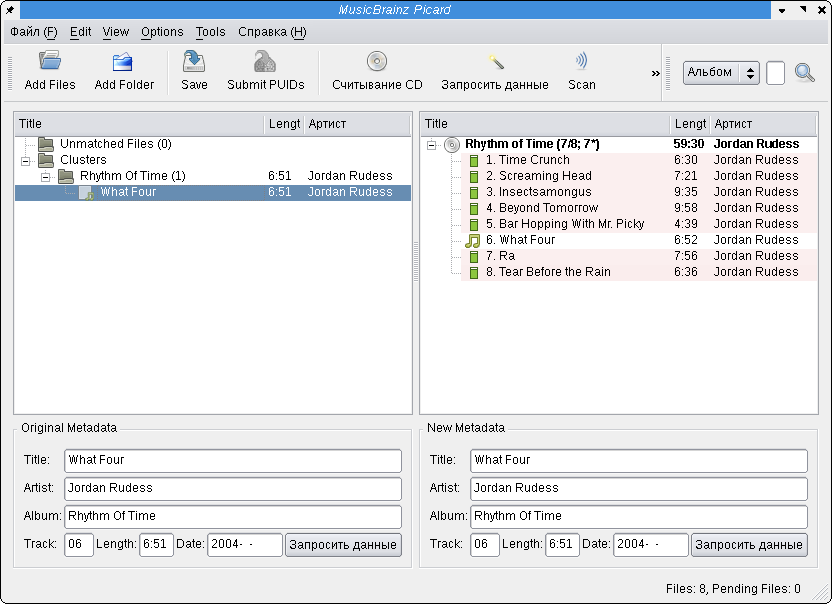 MusicBrainz Picard
Файл (F) Edit View Options Tools Справка (H)
Add Files Add Folder Save Submit PUIDs Считывание CD Запросить данные Scan » Альбом
Title Lengt Артист
Unmatched Files (0)
Clusters
Rhythm Of Time (1) 6:51 Jordan Rudess
What Four 6:51 Jordan Rudess
Title Lengt Артист
Rhythm of Time (7/8; 7*) 59:30 Jordan Rudess
1. Time Crunch 6:30 Jordan Rudess
2. Screaming Head 7:21 Jordan Rudess
3. Insectsamongus 9:35 Jordan Rudess
4. Beyond Tomorrow 9:58 Jordan Rudess
5. Bar Hopping With Mr. Picky 4:39 Jordan Rudess
6. What Four 6:52 Jordan Rudess
7. Ra 7:56 Jordan Rudess
8. Tear Before the Rain 6:36 Jordan Rudess
Original Metadata
Title: What Four
Artist: Jordan Rudess
Album: Rhythm Of Time
Track: 06 Length: 6:51 Date: 2004- - Запросить данные
New Metadata
Title: What Four
Artist: Jordan Rudess
Album: Rhythm Of Time
Track: 06 Length: 6:51 Date: 2004- - Запросить данные
Files: 8, Pending Files: 0